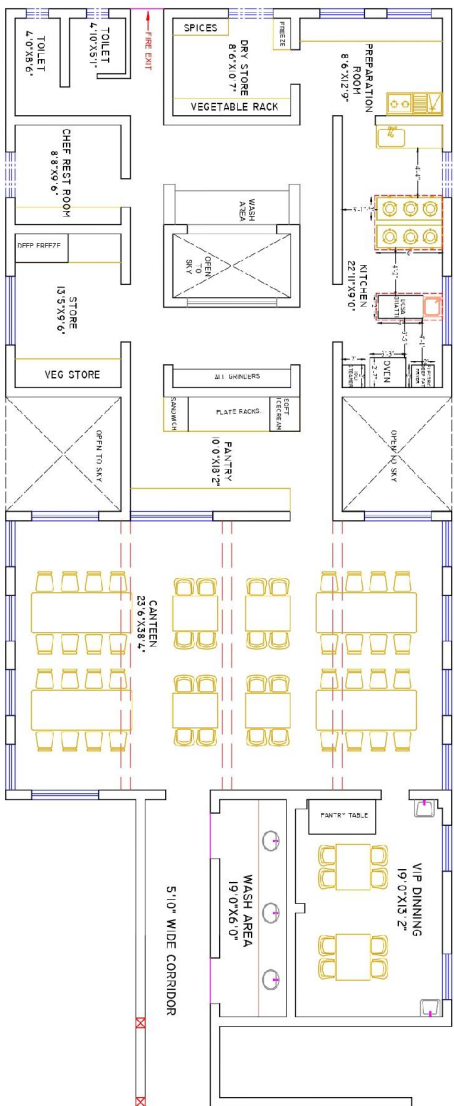 TOILET
4'0"X8'6"
TOILET
4'10"X5'1"
FIRE EXIT
SPICES
DRY STORE
8'6"X10'7"
FREEZE
VEGETABLE RACK
PREPARATION
ROOM
8'6"X12'9"
CHEF REST ROOM
8'8"X9'6"
WASH
AREA
OPEN
TO
SKY
KITCHEN
22'11"X9'0"
DEEP FREEZE
STORE
13'5"X9'6"
VEG STORE
OVEN
ALL GRINDERS
SANDWICH
PLATE RACKS
SOFT
ICECREAM
PANTRY
10'0"X18'2"
OPEN TO SKY
OPEN TO SKY
CANTEEN
23'6"X38'4"
PANTRY TABLE
VIP DINNING
19'0"X13'2"
WASH AREA
19'0"X6'0"
5'10" WIDE CORRIDOR